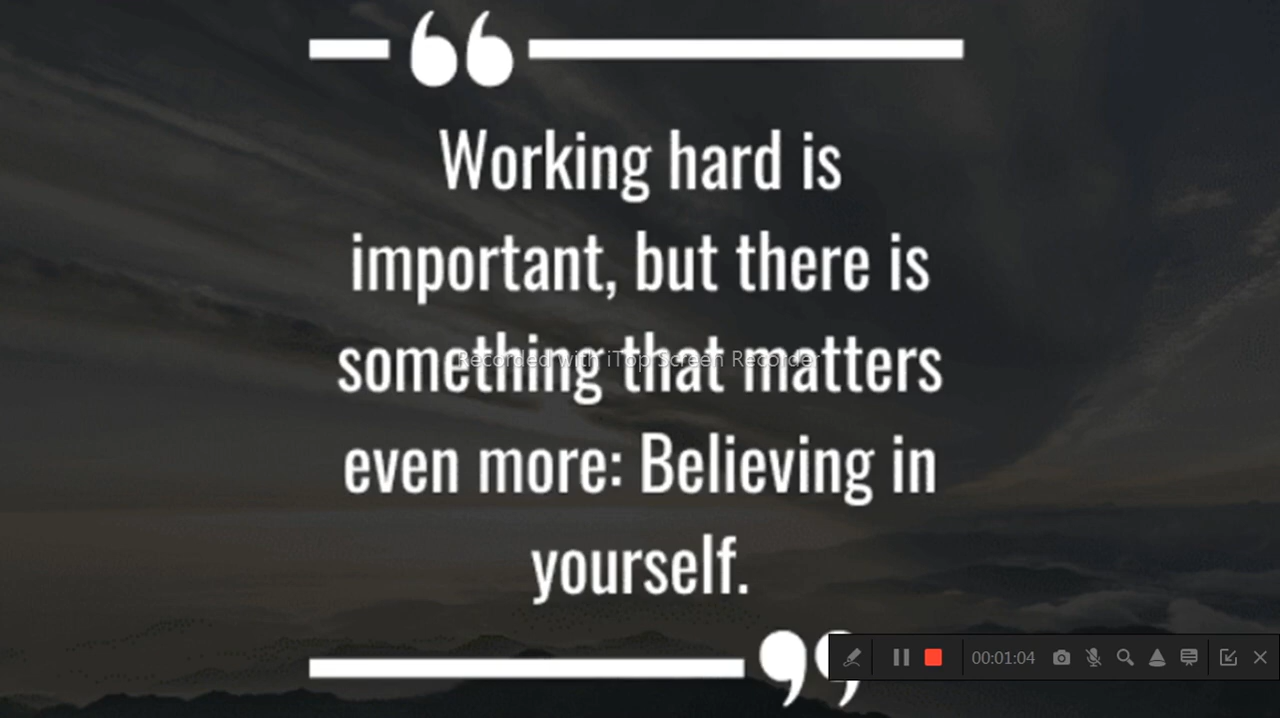 Working hard is
important, but there is
something that matters
Recorded with iTop Screen Recorder
even more: Believing in
yourself.
00:01:04